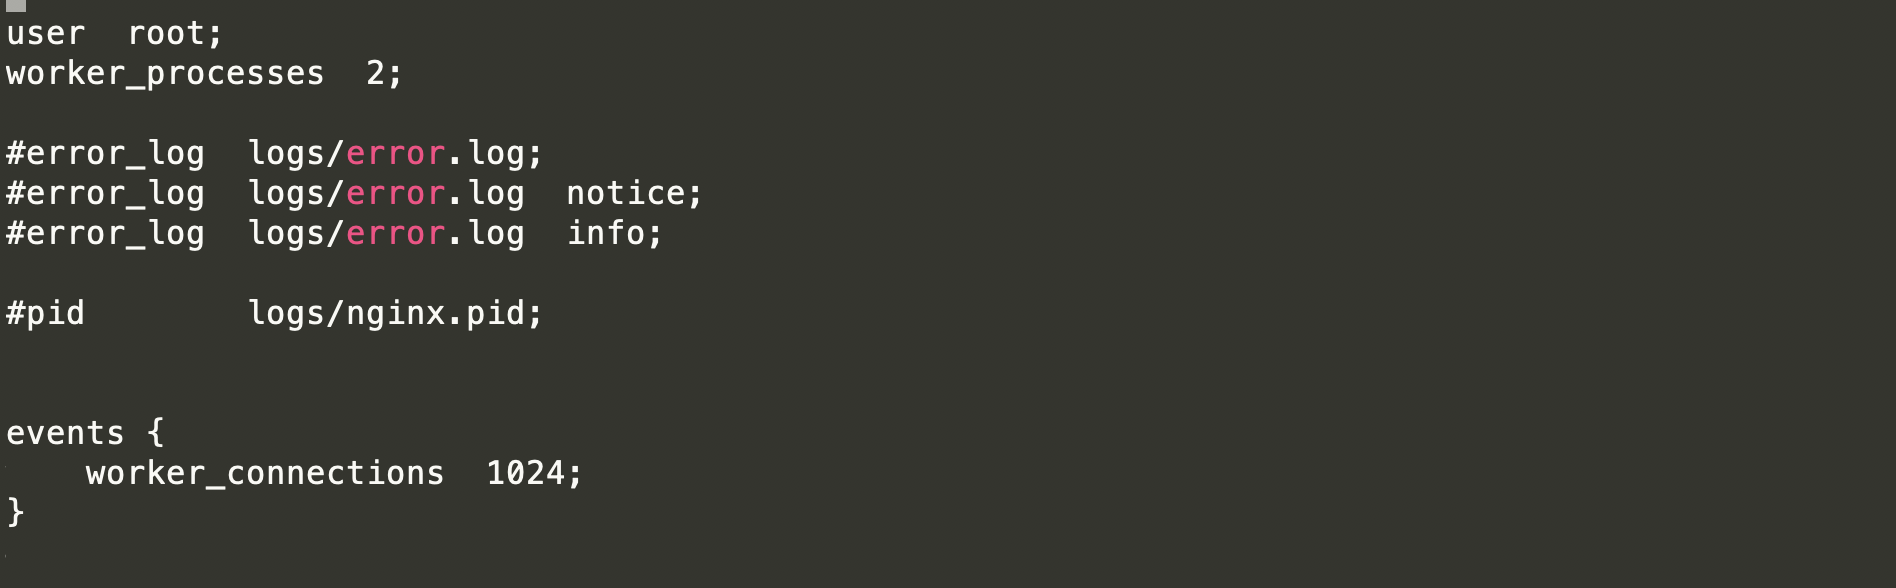 user  root;
worker_processes  2;
#error_log  logs/error.log;
#error_log  logs/error.log  notice;
#error_log  logs/error.log  info;
#pid        logs/nginx.pid;
events {
    worker_connections  1024;
}